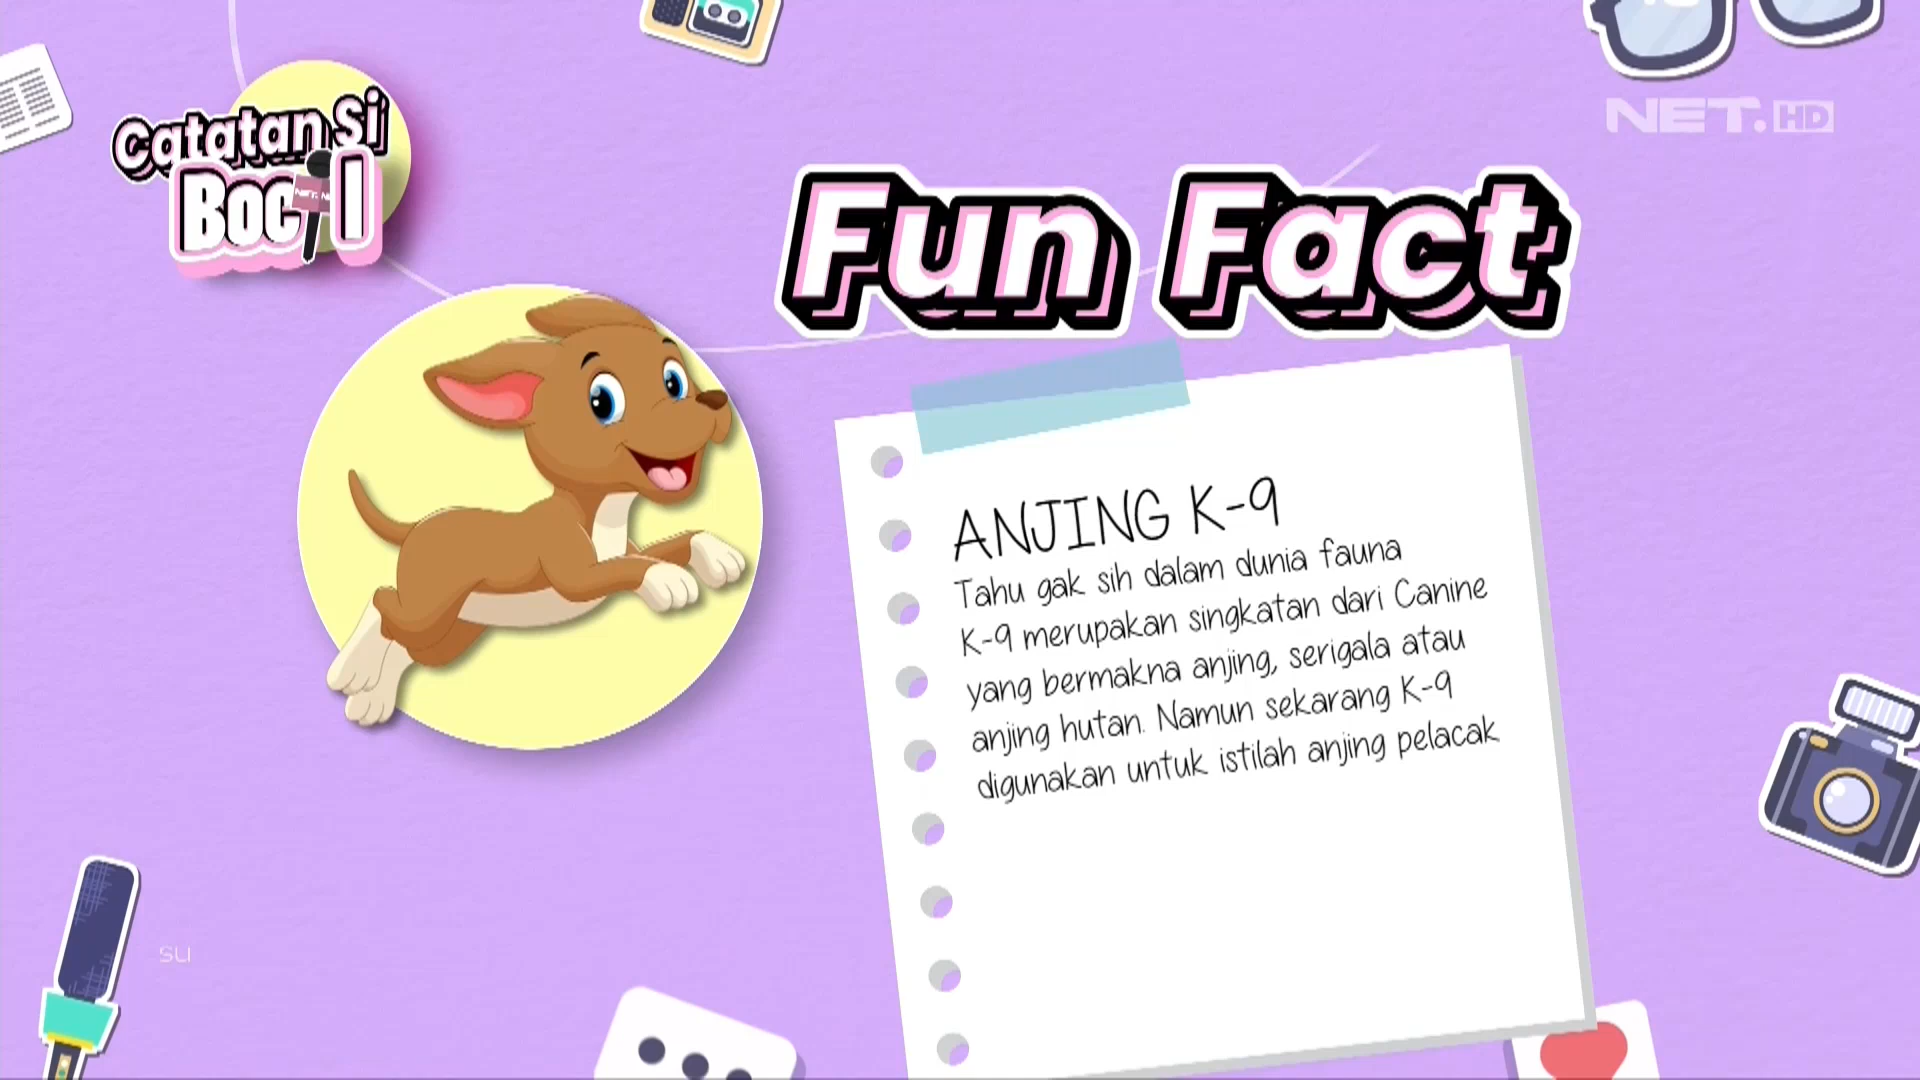 Catatan Si
Bocil
NET.HD
Fun Fact
ANJING K-9
Tahu gak sih dalam dunia fauna
K-9 merupakan singkatan dari Canine
yang bermakna anjing, serigala atau
anjing hutan. Namun sekarang K-9
digunakan untuk istilah anjing pelacak
SU